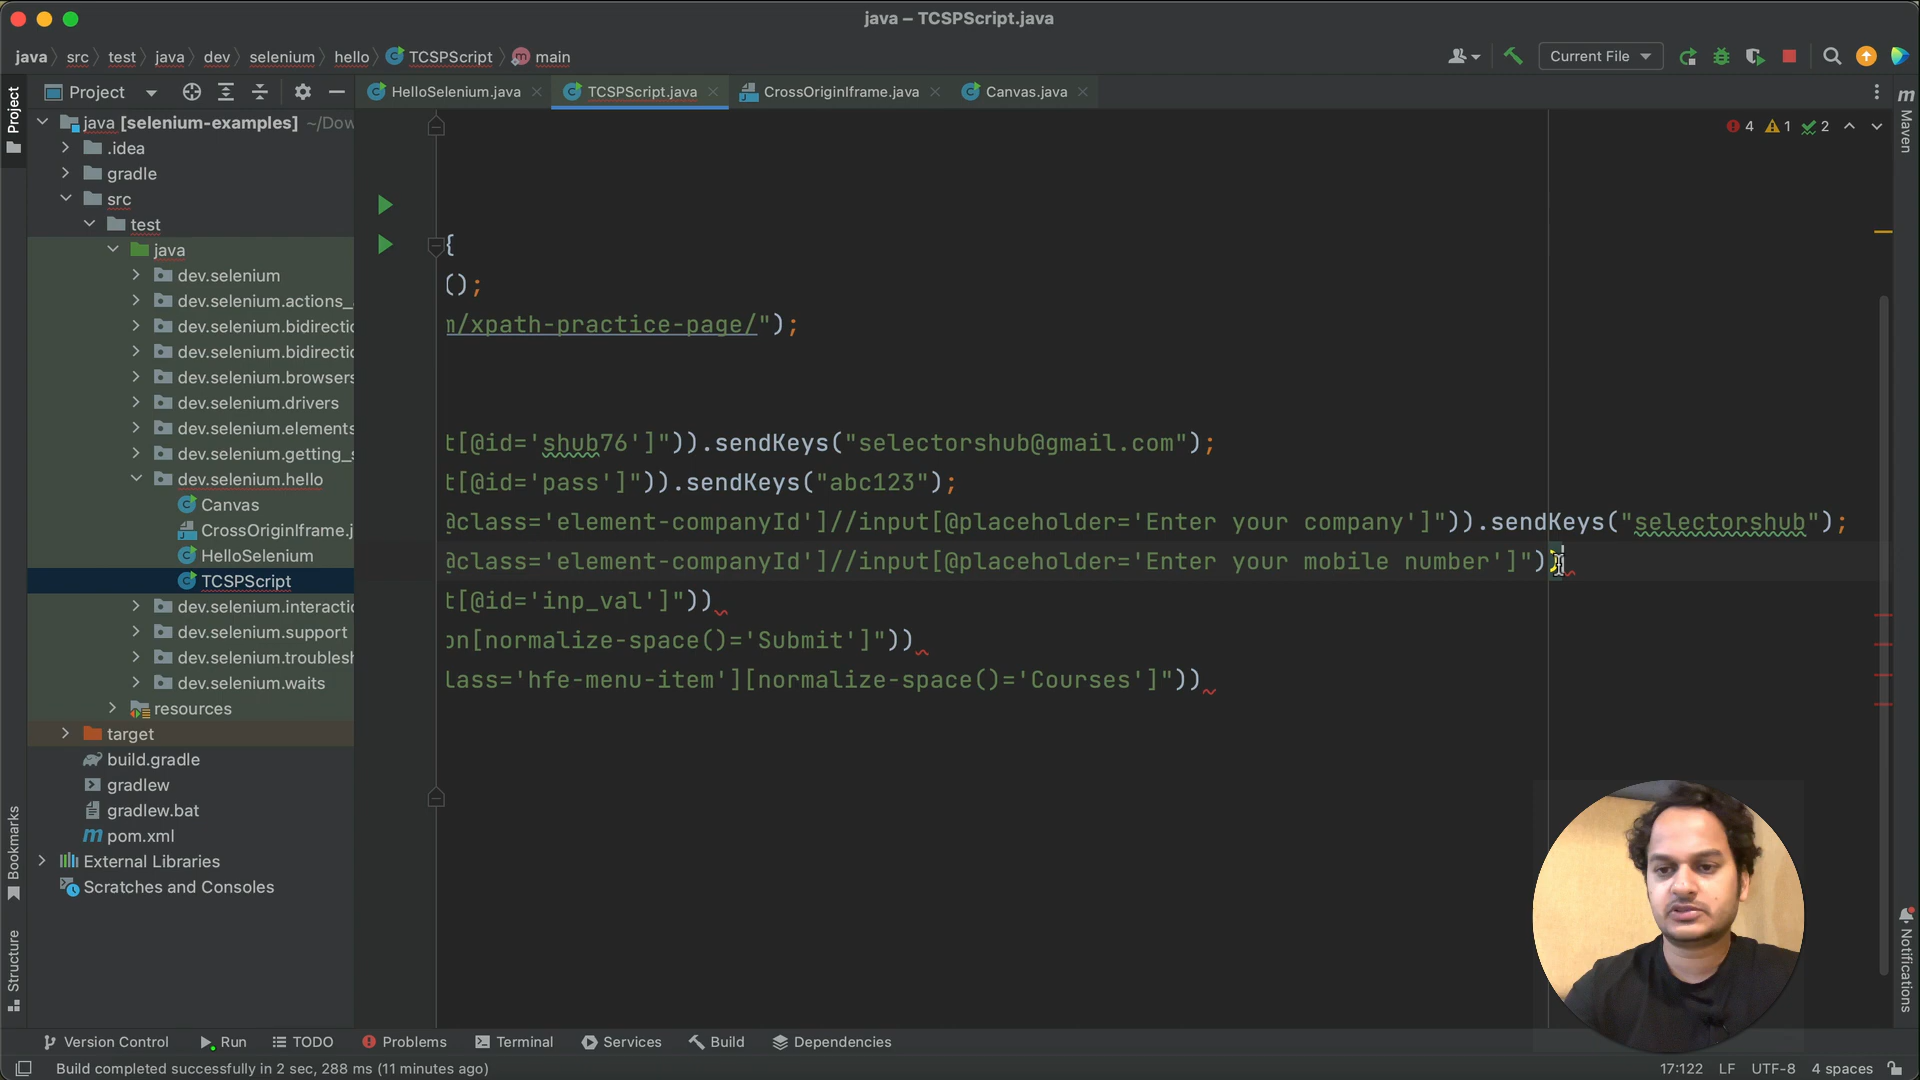 java – TCSPScript.java
java src test java dev selenium hello TCSPScript main
Current File
Project
HelloSelenium.java
TCSPScript.java
CrossOriginIframe.java
Canvas.java
Project
Maven
4 1 2
java [selenium-examples] ~/Dow
.idea
gradle
src
test
java
dev.selenium
dev.selenium.actions_
dev.selenium.bidirectic
dev.selenium.bidirectic
dev.selenium.browsers
dev.selenium.drivers
dev.selenium.elements
dev.selenium.getting_s
dev.selenium.hello
Canvas
CrossOriginIframe.j
HelloSelenium
TCSPScript
dev.selenium.interactic
dev.selenium.support
dev.selenium.troublesh
dev.selenium.waits
resources
target
build.gradle
gradlew
gradlew.bat
pom.xml
External Libraries
Scratches and Consoles
{
();
m/xpath-practice-page/");
t[@id='shub76']")).sendKeys("selectorshub@gmail.com");
t[@id='pass']")).sendKeys("abc123");
@class='element-companyId']//input[@placeholder='Enter your company']")).sendKeys("selectorshub");
@class='element-companyId']//input[@placeholder='Enter your mobile number']"))
t[@id='inp_val']"))
on[normalize-space()='Submit']"))
lass='hfe-menu-item'][normalize-space()='Courses']"))
Bookmarks
Structure
Notifications
Version Control Run TODO Problems Terminal Services Build Dependencies
Build completed successfully in 2 sec, 288 ms (11 minutes ago)
17:122 LF UTF-8 4 spaces